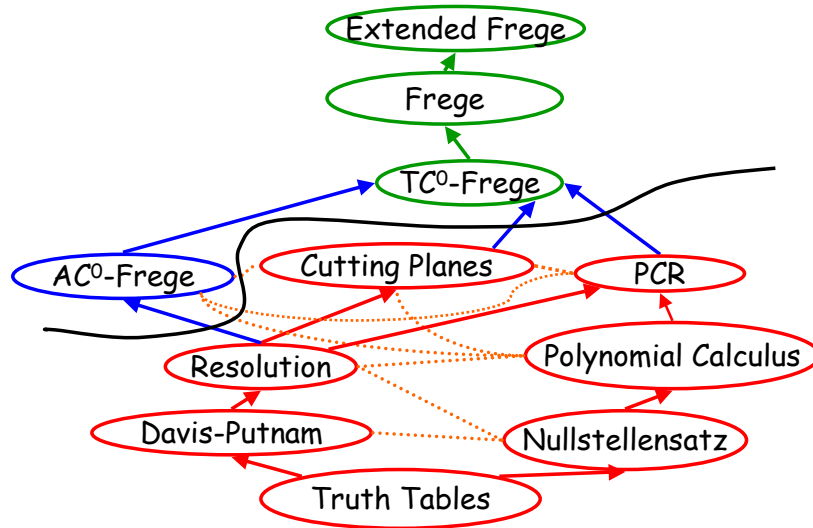 Extended Frege
Frege
TC⁰-Frege
AC⁰-Frege
Cutting Planes
PCR
Resolution
Polynomial Calculus
Davis-Putnam
Nullstellensatz
Truth Tables